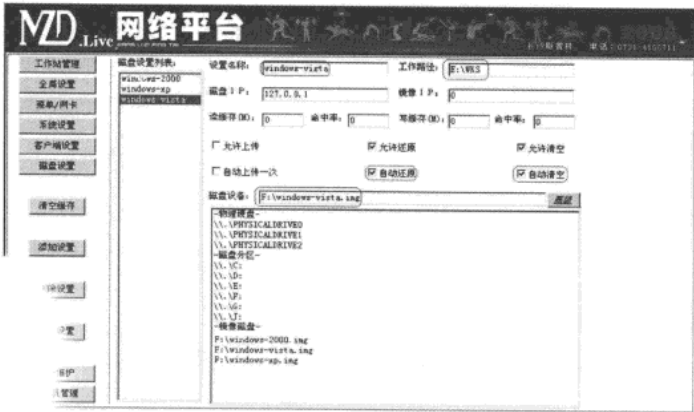 MZD.Live 网络平台
工作站管理
全局设置
菜单/网卡
系统设置
客户端设置
磁盘设置
清空缓存
添加设置
设置
管理
磁盘设置列表:
windows-2000
windows-xp
windows-vista
设置名称: windows-vista 工作路径: E:\WKS
磁盘IP: 127.0.0.1 镜像IP: 0
读缓存(M): 0 命中率: 0 写缓存(M): 0 命中率: 0
允许上传 允许还原 允许清空
自动上传一次 自动还原 自动清空
磁盘设备: F:\windows-vista.img
-物理硬盘-
\\.\PHYSICALDRIVE0
\\.\PHYSICALDRIVE1
\\.\PHYSICALDRIVE2
-磁盘分区-
\\.\C:
\\.\D:
\\.\E:
\\.\F:
\\.\G:
\\.\J:
-镜像磁盘-
F:\windows-2000.img
F:\windows-vista.img
F:\windows-xp.img